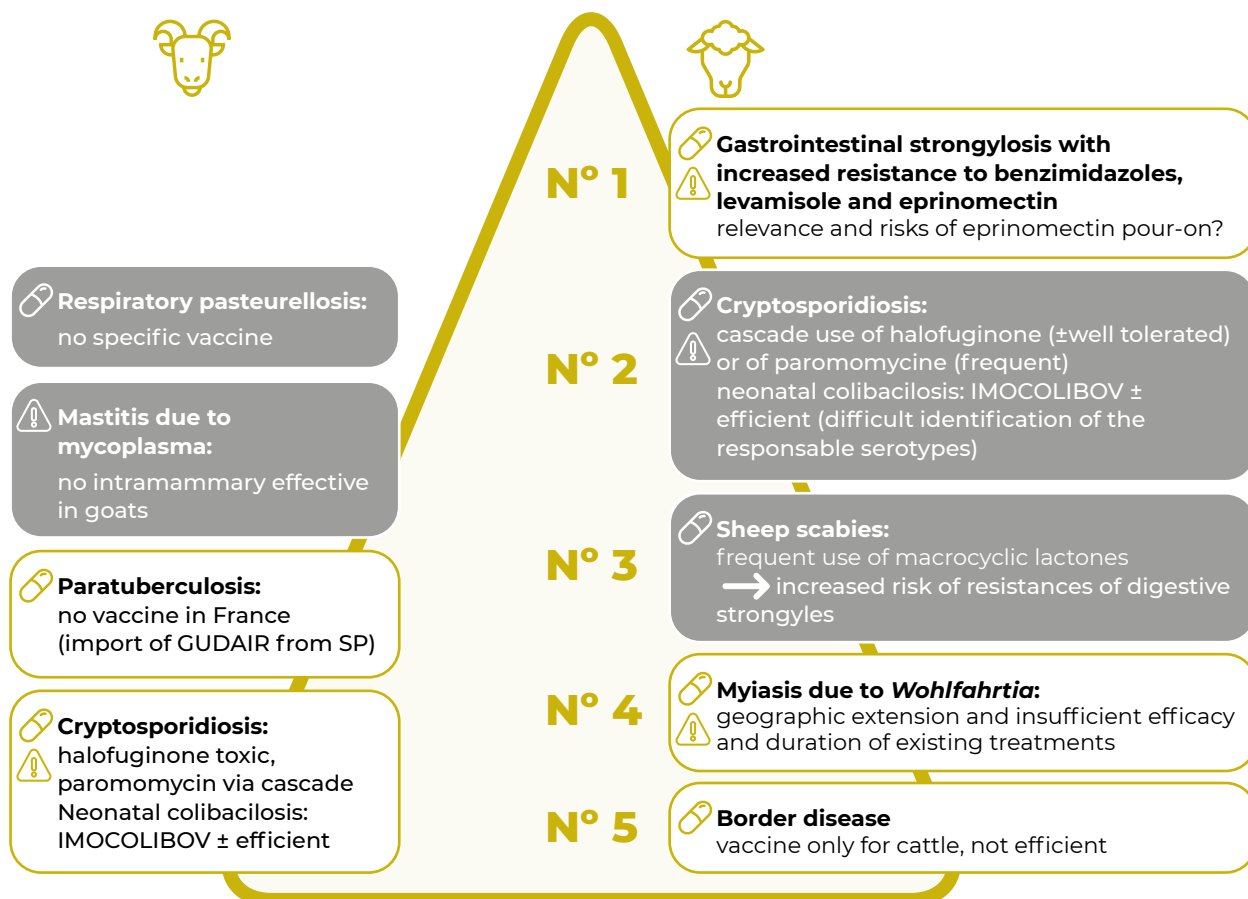 Nº 1
Gastrointestinal strongylosis with
increased resistance to benzimidazoles,
levamisole and eprinomectin
relevance and risks of eprinomectin pour-on?
Respiratory pasteurellosis:
no specific vaccine
Nº 2
Cryptosporidiosis:
cascade use of halofuginone (±well tolerated)
or of paromomycine (frequent)
neonatal colibacilosis: IMOCOLIBOV ±
efficient (difficult identification of the
responsable serotypes)
Mastitis due to
mycoplasma:
no intramammary effective
in goats
Nº 3
Sheep scabies:
frequent use of macrocyclic lactones
→ increased risk of resistances of digestive
strongyles
Paratuberculosis:
no vaccine in France
(import of GUDAIR from SP)
Nº 4
Myiasis due to Wohlfahrtia:
geographic extension and insufficient efficacy
and duration of existing treatments
Cryptosporidiosis:
halofuginone toxic,
paromomycin via cascade
Neonatal colibacilosis:
IMOCOLIBOV ± efficient
Nº 5
Border disease
vaccine only for cattle, not efficient